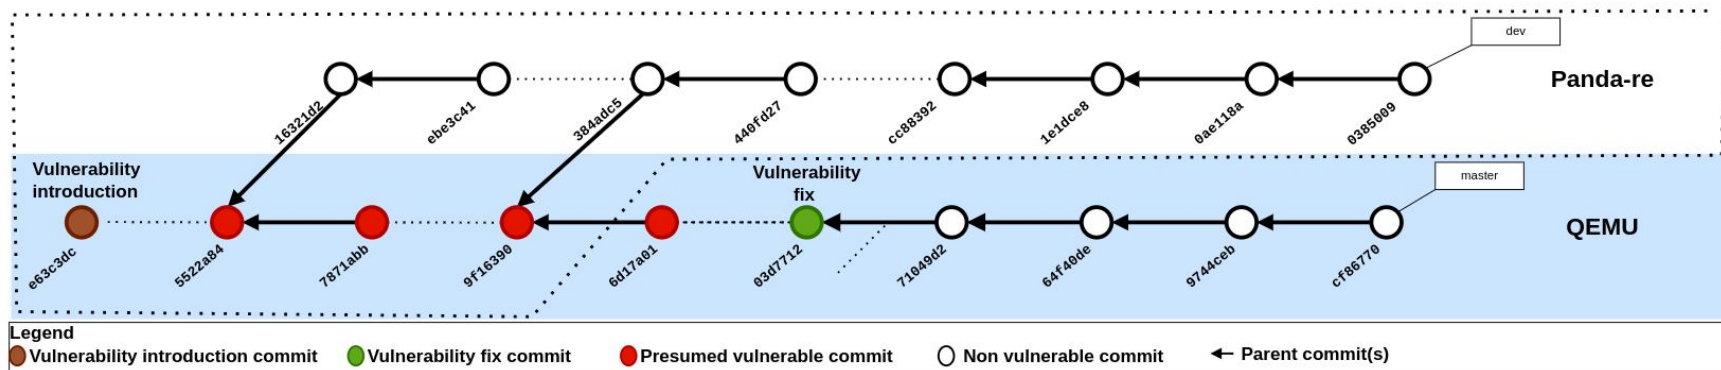 dev
Panda-re
16321d2
ebe3c41
384adc5
440fd27
cc88392
1e1dce8
0ae118a
0385009
Vulnerability
introduction
Vulnerability
fix
master
QEMU
e63c3dc
5522a84
7871abb
9f16390
6d17a01
03d7712
71049d2
64f40de
9744ceb
cf86770
Legend
Vulnerability introduction commit
Vulnerability fix commit
Presumed vulnerable commit
Non vulnerable commit
Parent commit(s)